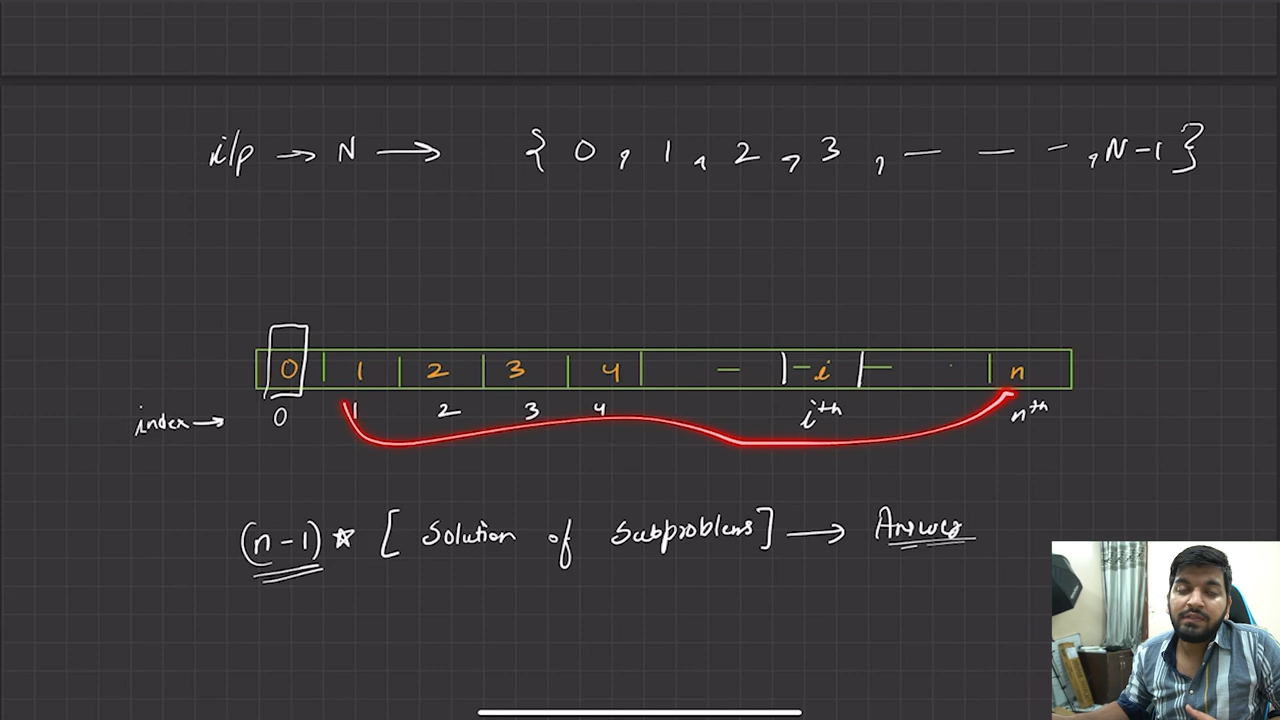 i/p → N → { 0 , 1 , 2 , 3 , — — - , N-1 }
0 1 2 3 4 — - i — n
index → 0 1 2 3 4 ith nth
(n-1) * [ Solution of Subproblems ] → Answer